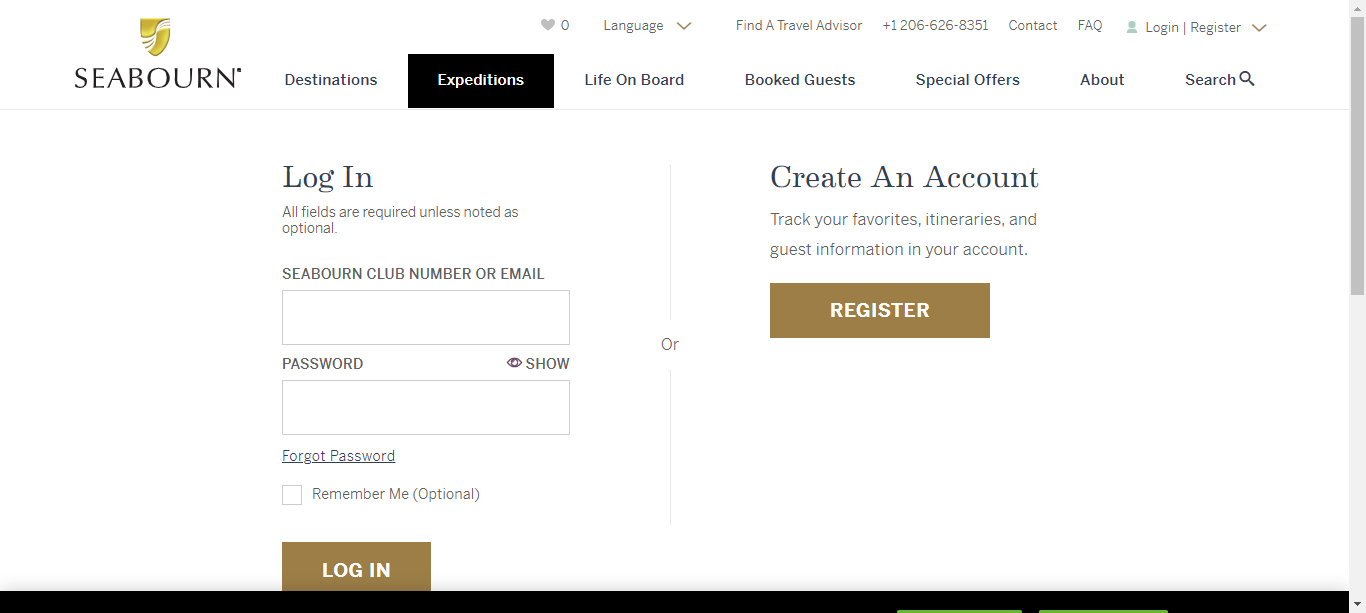 0
Language
Find A Travel Advisor
+1 206-626-8351
Contact
FAQ
Login | Register
SEABOURN
Destinations
Expeditions
Life On Board
Booked Guests
Special Offers
About
Search
Log In
All fields are required unless noted as
optional.
SEABOURN CLUB NUMBER OR EMAIL
PASSWORD
SHOW
Forgot Password
Remember Me (Optional)
LOG IN
Or
Create An Account
Track your favorites, itineraries, and
guest information in your account.
REGISTER